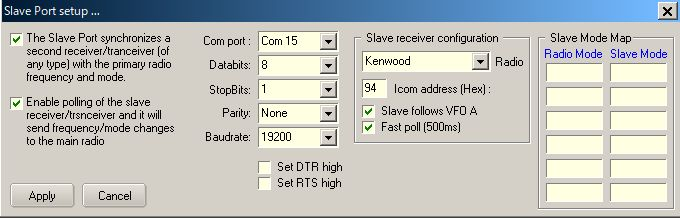 Slave Port setup ...
The Slave Port synchronizes a
second receiver/tranceiver (of
any type) with the primary radio
frequency and mode.
Enable polling of the slave
receiver/trsnceiver and it will
send frequency/mode changes
to the main radio
Apply
Cancel
Com port :
Com 15
Databits:
8
StopBits:
1
Parity:
None
Baudrate:
19200
Set DTR high
Set RTS high
Slave receiver configuration
Kenwood
Radio
94
Icom address (Hex) :
Slave follows VFO A
Fast poll (500ms)
Slave Mode Map
Radio Mode
Slave Mode